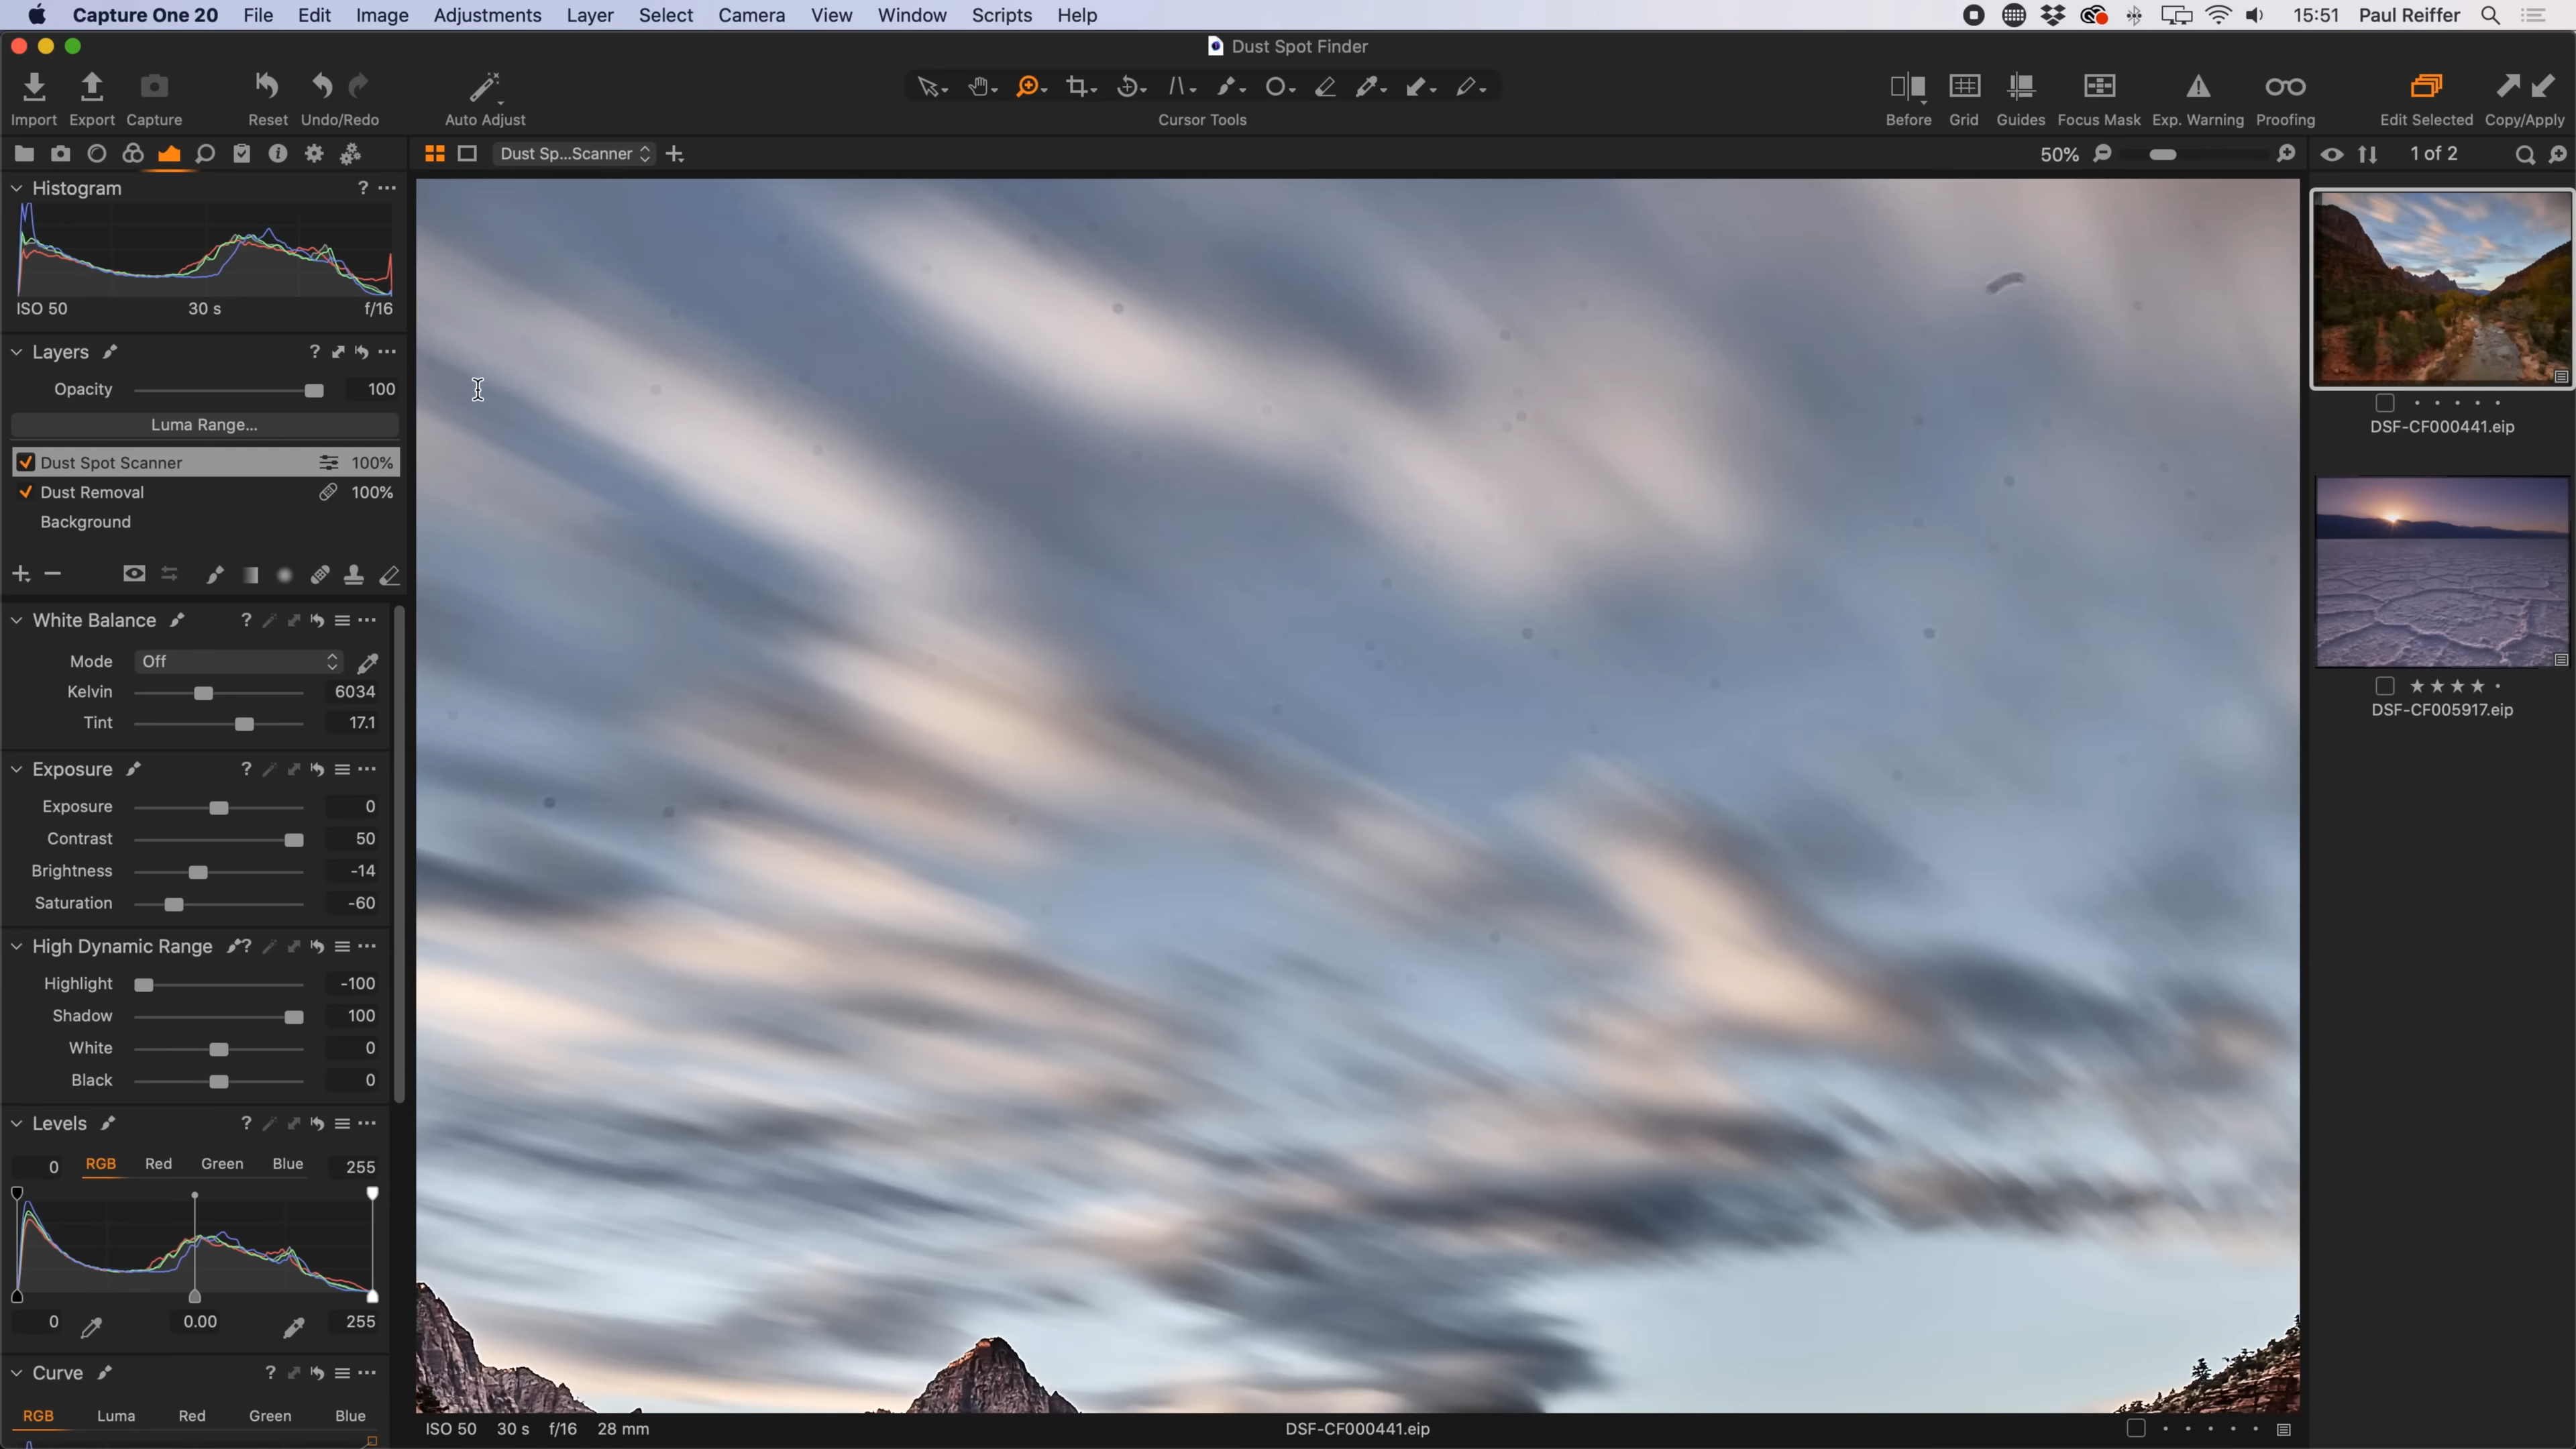 Capture One 20 File Edit Image Adjustments Layer Select Camera View Window Scripts Help 15:51 Paul Reiffer
Dust Spot Finder
Import Export Capture Reset Undo/Redo Auto Adjust Cursor Tools Before Grid Guides Focus Mask Exp. Warning Proofing Edit Selected Copy/Apply
Dust Sp...Scanner 50% 1 of 2
Histogram ?
ISO 50 30 s f/16
Layers ?
Opacity 100
Luma Range...
Dust Spot Scanner 100%
Dust Removal 100%
Background
White Balance ?
Mode Off
Kelvin 6034
Tint 17.1
Exposure ?
Exposure 0
Contrast 50
Brightness -14
Saturation -60
High Dynamic Range ?
Highlight -100
Shadow 100
White 0
Black 0
Levels ?
0 RGB Red Green Blue 255
0 0.00 255
Curve ?
RGB Luma Red Green Blue
ISO 50 30 s f/16 28 mm DSF-CF000441.eip
DSF-CF000441.eip
DSF-CF005917.eip